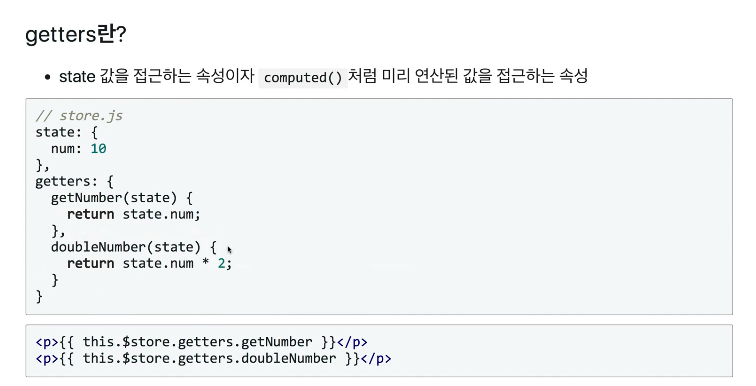 getters란?
• state 값을 접근하는 속성이자 computed() 처럼 미리 연산된 값을 접근하는 속성
// store.js
state: {
  num: 10
},
getters: {
  getNumber(state) {
    return state.num;
  },
  doubleNumber(state) {
    return state.num * 2;
  }
}
<p>{{ this.$store.getters.getNumber }}</p>
<p>{{ this.$store.getters.doubleNumber }}</p>